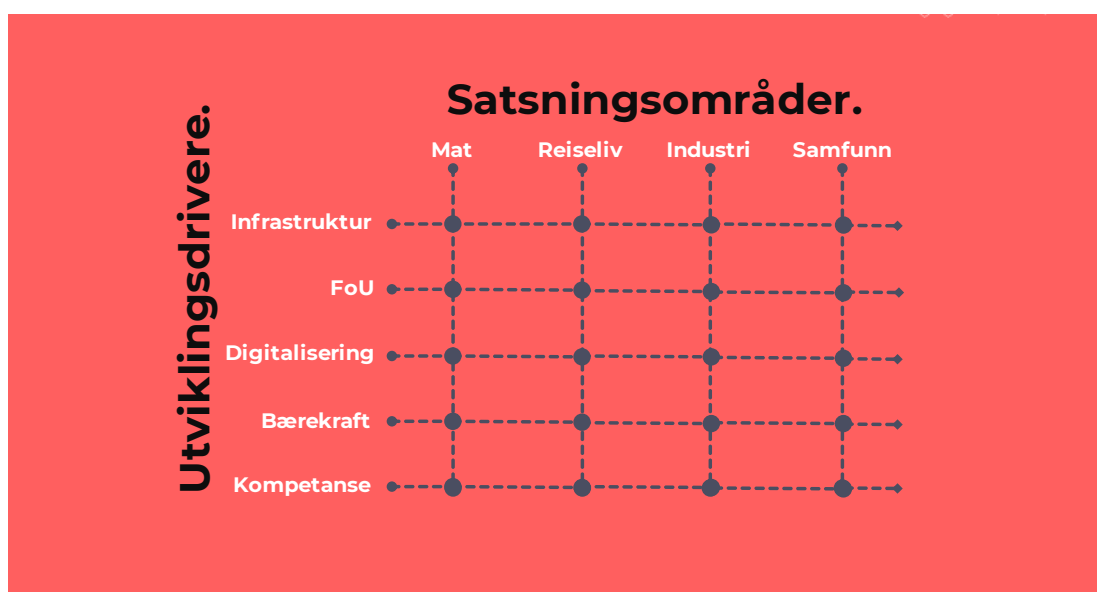 Satsningsområder.
Utviklingsdrivere.
Mat Reiseliv Industri Samfunn
Infrastruktur
FoU
Digitalisering
Bærekraft
Kompetanse